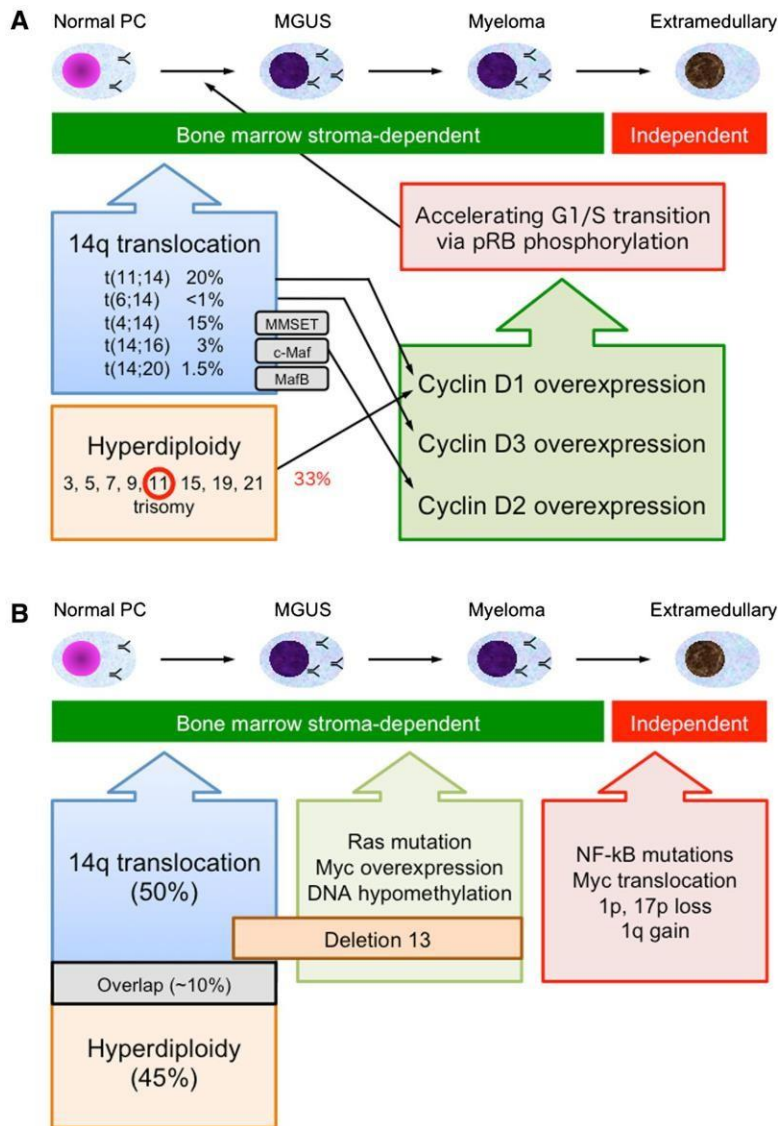 A
Normal PC
MGUS
Myeloma
Extramedullary
Bone marrow stroma-dependent
Independent
14q translocation
t(11;14) 20%
t(6;14) <1%
t(4;14) 15%
t(14;16) 3%
t(14;20) 1.5%
MMSET
c-Maf
MafB
Accelerating G1/S transition
via pRB phosphorylation
Cyclin D1 overexpression
Cyclin D3 overexpression
Cyclin D2 overexpression
Hyperdiploidy
3, 5, 7, 9, 11, 15, 19, 21
trisomy
33%
B
Normal PC
MGUS
Myeloma
Extramedullary
Bone marrow stroma-dependent
Independent
14q translocation
(50%)
Overlap (~10%)
Hyperdiploidy
(45%)
Ras mutation
Myc overexpression
DNA hypomethylation
Deletion 13
NF-kB mutations
Myc translocation
1p, 17p loss
1q gain